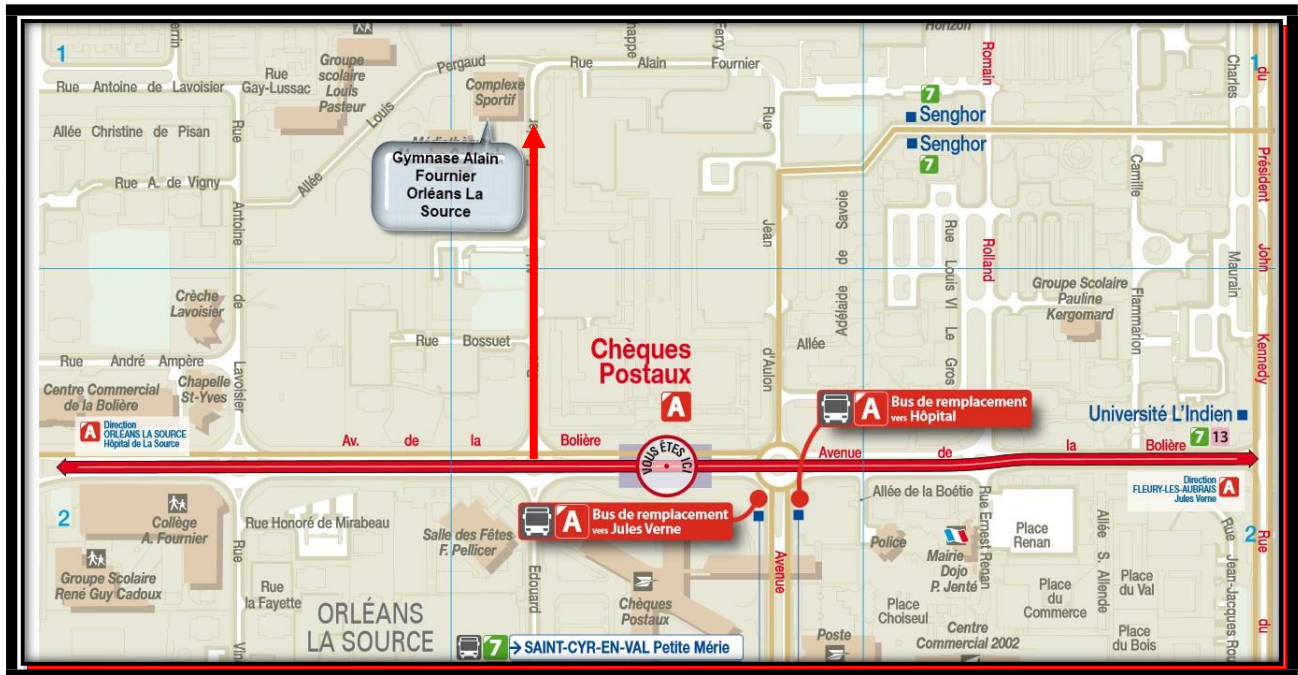 1
Rue Antoine de Lavoisier
Rue
Gay-Lussac
Groupe
scolaire
Louis
Pasteur
Pergaud
Complexe
Sportif
Rue Alain Fournier
Ferry
Horizon
Romain
Charles
1
du
Allée Christine de Pisan
Rue
Louis
Allée
Rue A. de Vigny
Gymnase Alain
Fournier
Orléans La
Source
Rue
7
Senghor
Senghor
7
Camille
Président
Antoine
Jean
Savoie
de
Adélaïde
Allée
Rue
Louis VI
Le
Gros
Rolland
John
Maurain
Flammarion
Groupe Scolaire
Pauline
Kergomard
Crèche
Lavoisier
de
Rue Bossuet
Chèques
Postaux
A
d'Aulon
Kennedy
Rue André Ampère
Lavoisier
Centre Commercial
de la Bolière
Chapelle
St-Yves
A Direction
ORLÉANS LA SOURCE
Hôpital de La Source
A Bus de remplacement
vers Hôpital
Université L'Indien
7 13
Av. de la Bolière
VOUS ÊTES ICI
Avenue de la Bolière
Direction
FLEURY-LES-AUBRAIS
Jules Verne
A
2
Collège
A. Fournier
Rue Honoré de Mirabeau
Salle des Fêtes
F. Pellicer
A Bus de remplacement
vers Jules Verne
Allée de la Boétie
Rue Ernest Renan
Place
Renan
Police
Mairie
Dojo
P. Jenté
Allée S. Allende
Rue
Jean-Jacques
2
Rue
du
Groupe Scolaire
René Guy Cadoux
Rue
Rue
la Fayette
Edouard
Chèques
Postaux
Avenue
Place
Choiseul
Place
du
Commerce
Place
du Val
Place
du Bois
ORLÉANS
LA SOURCE
7 → SAINT-CYR-EN-VAL Petite Mérie
Poste
Centre
Commercial 2002